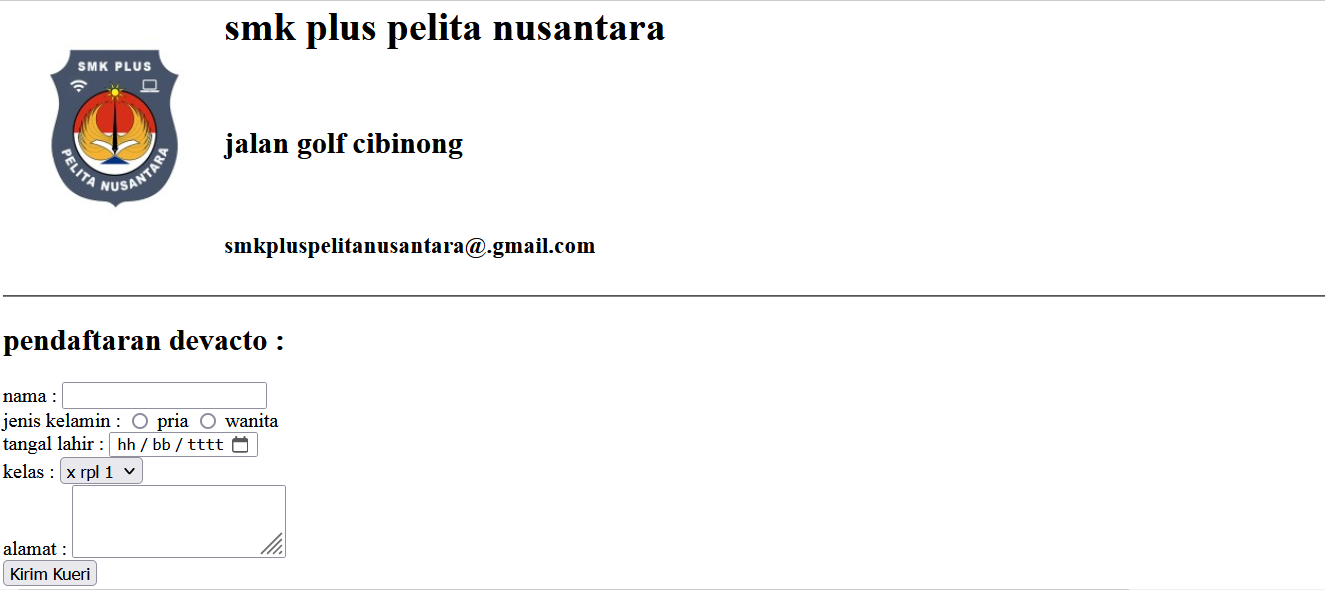 smk plus pelita nusantara
SMK PLUS
PELITA NUSANTARA
jalan golf cibinong
smkpluspelitanusantara@.gmail.com
pendaftaran devacto :
nama :
jenis kelamin : pria wanita
tangal lahir : hh / bb / tttt
kelas : x rpl 1
alamat :
Kirim Kueri